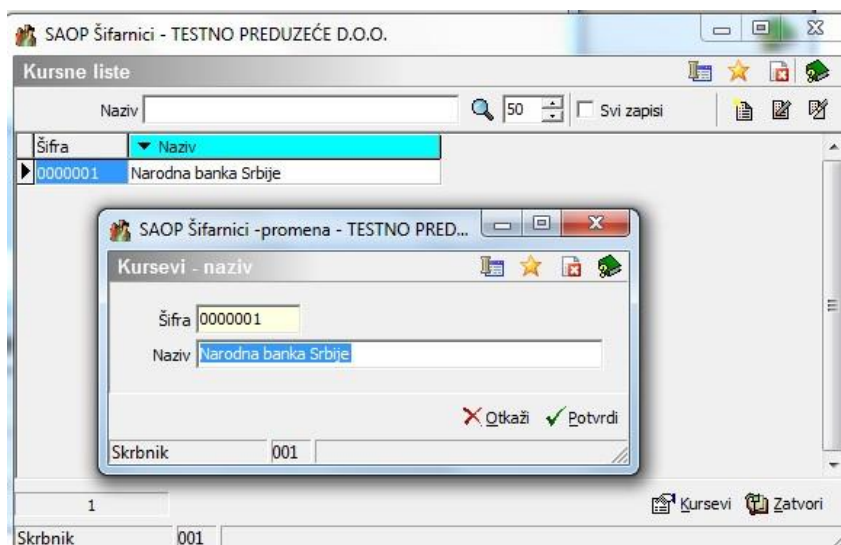 SAOP Šifarnici - TESTNO PREDUZEĆE D.O.O.
Kursne liste
Naziv 50 Svi zapisi
Šifra Naziv
0000001 Narodna banka Srbije
SAOP Šifarnici -promena - TESTNO PRED...
Kursevi - naziv
Šifra 0000001
Naziv Narodna banka Srbije
Otkaži Potvrdi
Skrbnik 001
1 Kursevi Zatvori
Skrbnik 001